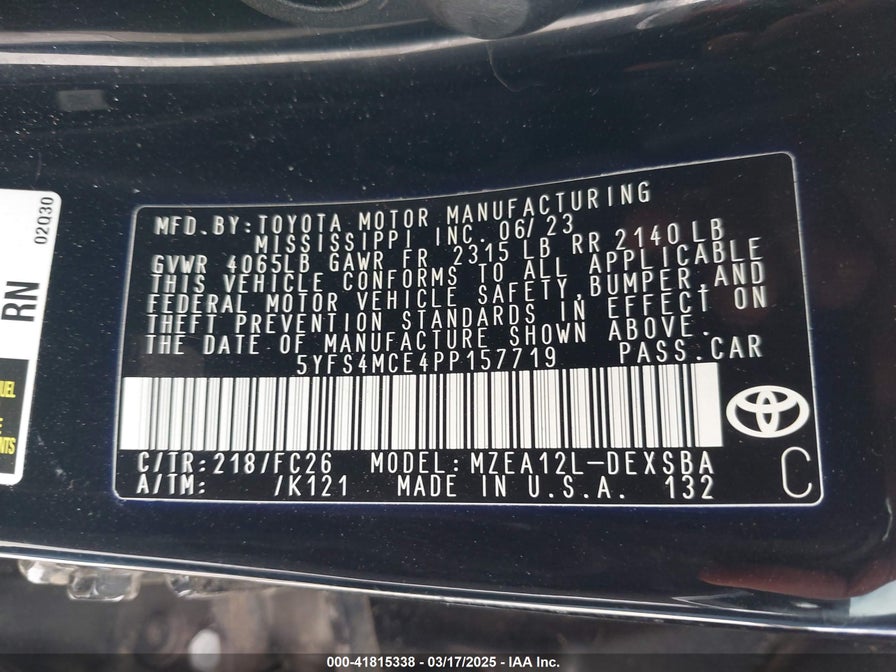 02Q30
RN
MFD. BY: TOYOTA MOTOR MANUFACTURING
MISSISSIPPI INC. 06/23
GVWR 4065LB GAWR FR 2315 LB RR 2140 LB
THIS VEHICLE CONFORMS TO ALL APPLICABLE
FEDERAL MOTOR VEHICLE SAFETY, BUMPER, AND
THEFT PREVENTION STANDARDS IN EFFECT ON
THE DATE OF MANUFACTURE SHOWN ABOVE.
5YFS4MCE4PP157719 PASS. CAR
C/TR: 218/FC26 MODEL: MZEA12L-DEXSBA
A/TM: /K121 MADE IN U.S.A. 132
C
000-41815338 - 03/17/2025 - IAA Inc.